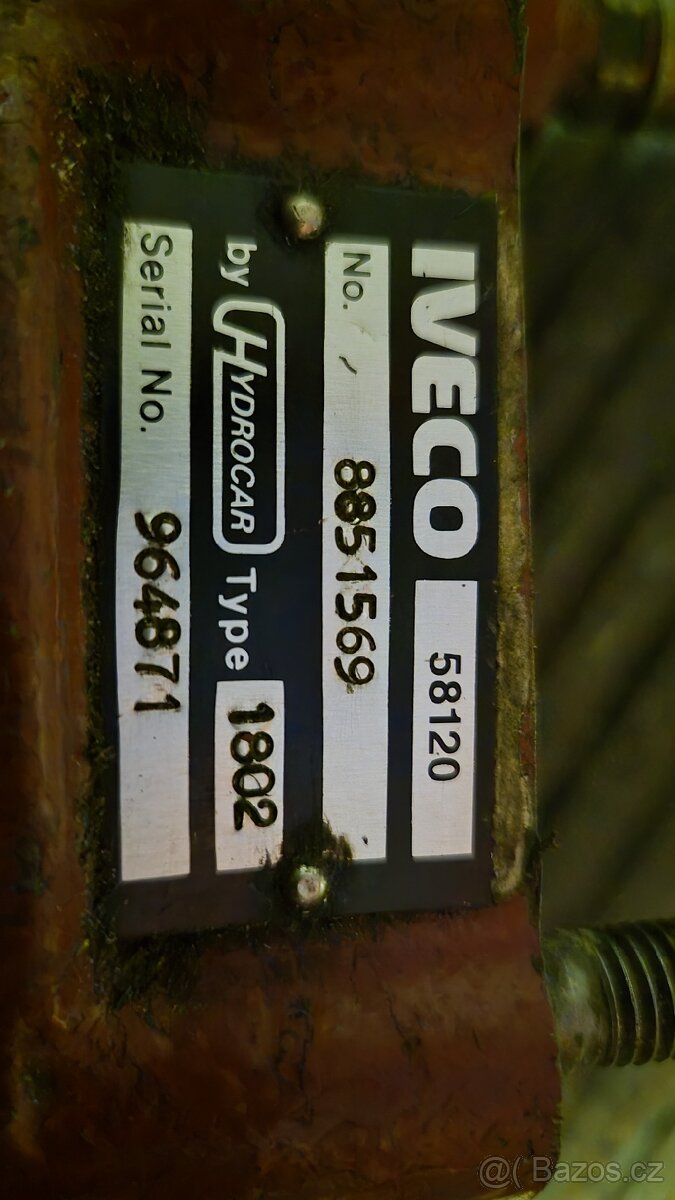 IVECO 58120
No. 8851569
by HYDROCAR Type 1802
Serial No. 964871
@( Bazos.cz